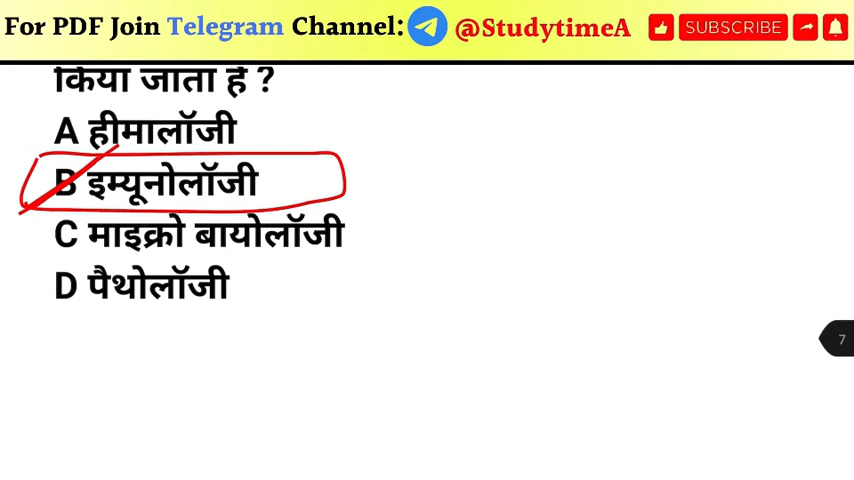 For PDF Join Telegram Channel: @StudytimeA SUBSCRIBE
किया जाता है ?
A हीमालॉजी
B इम्यूनोलॉजी
C माइक्रो बायोलॉजी
D पैथोलॉजी
7